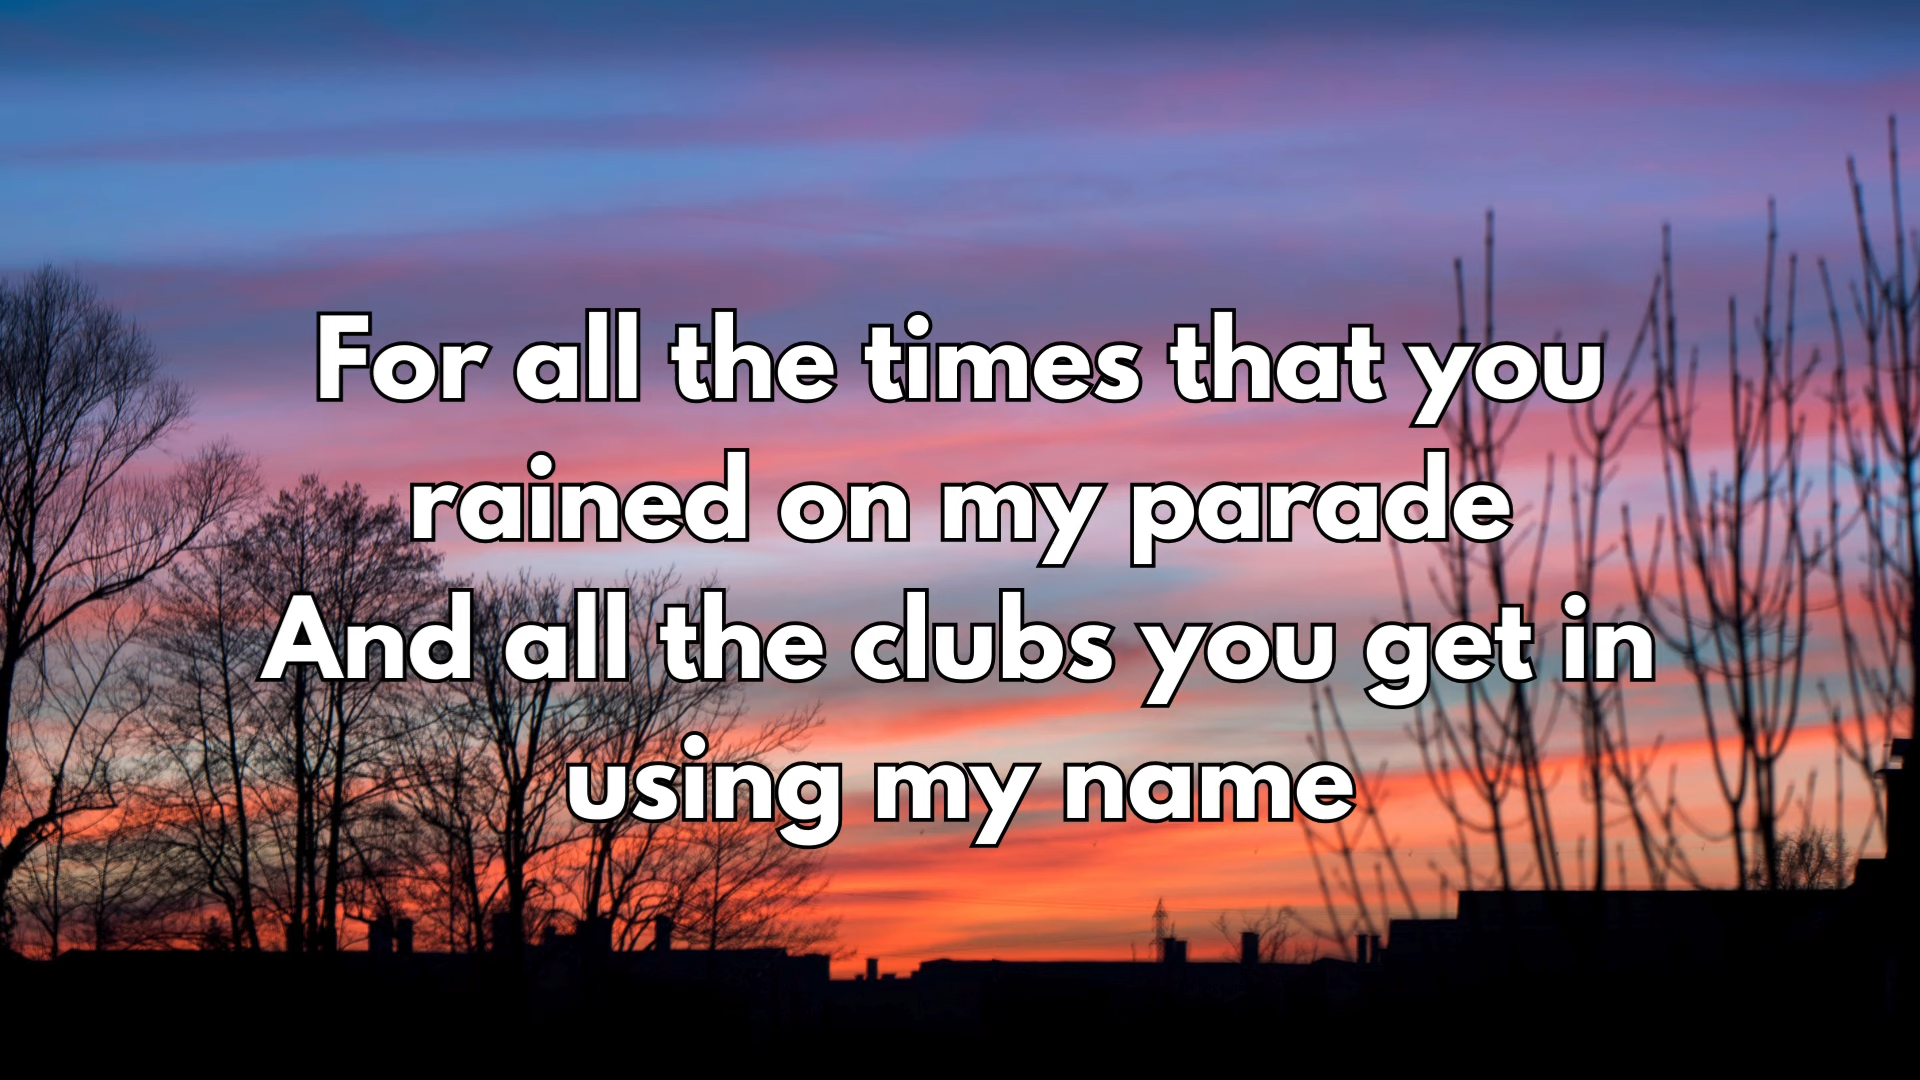 For all the times that you
rained on my parade
And all the clubs you get in
using my name